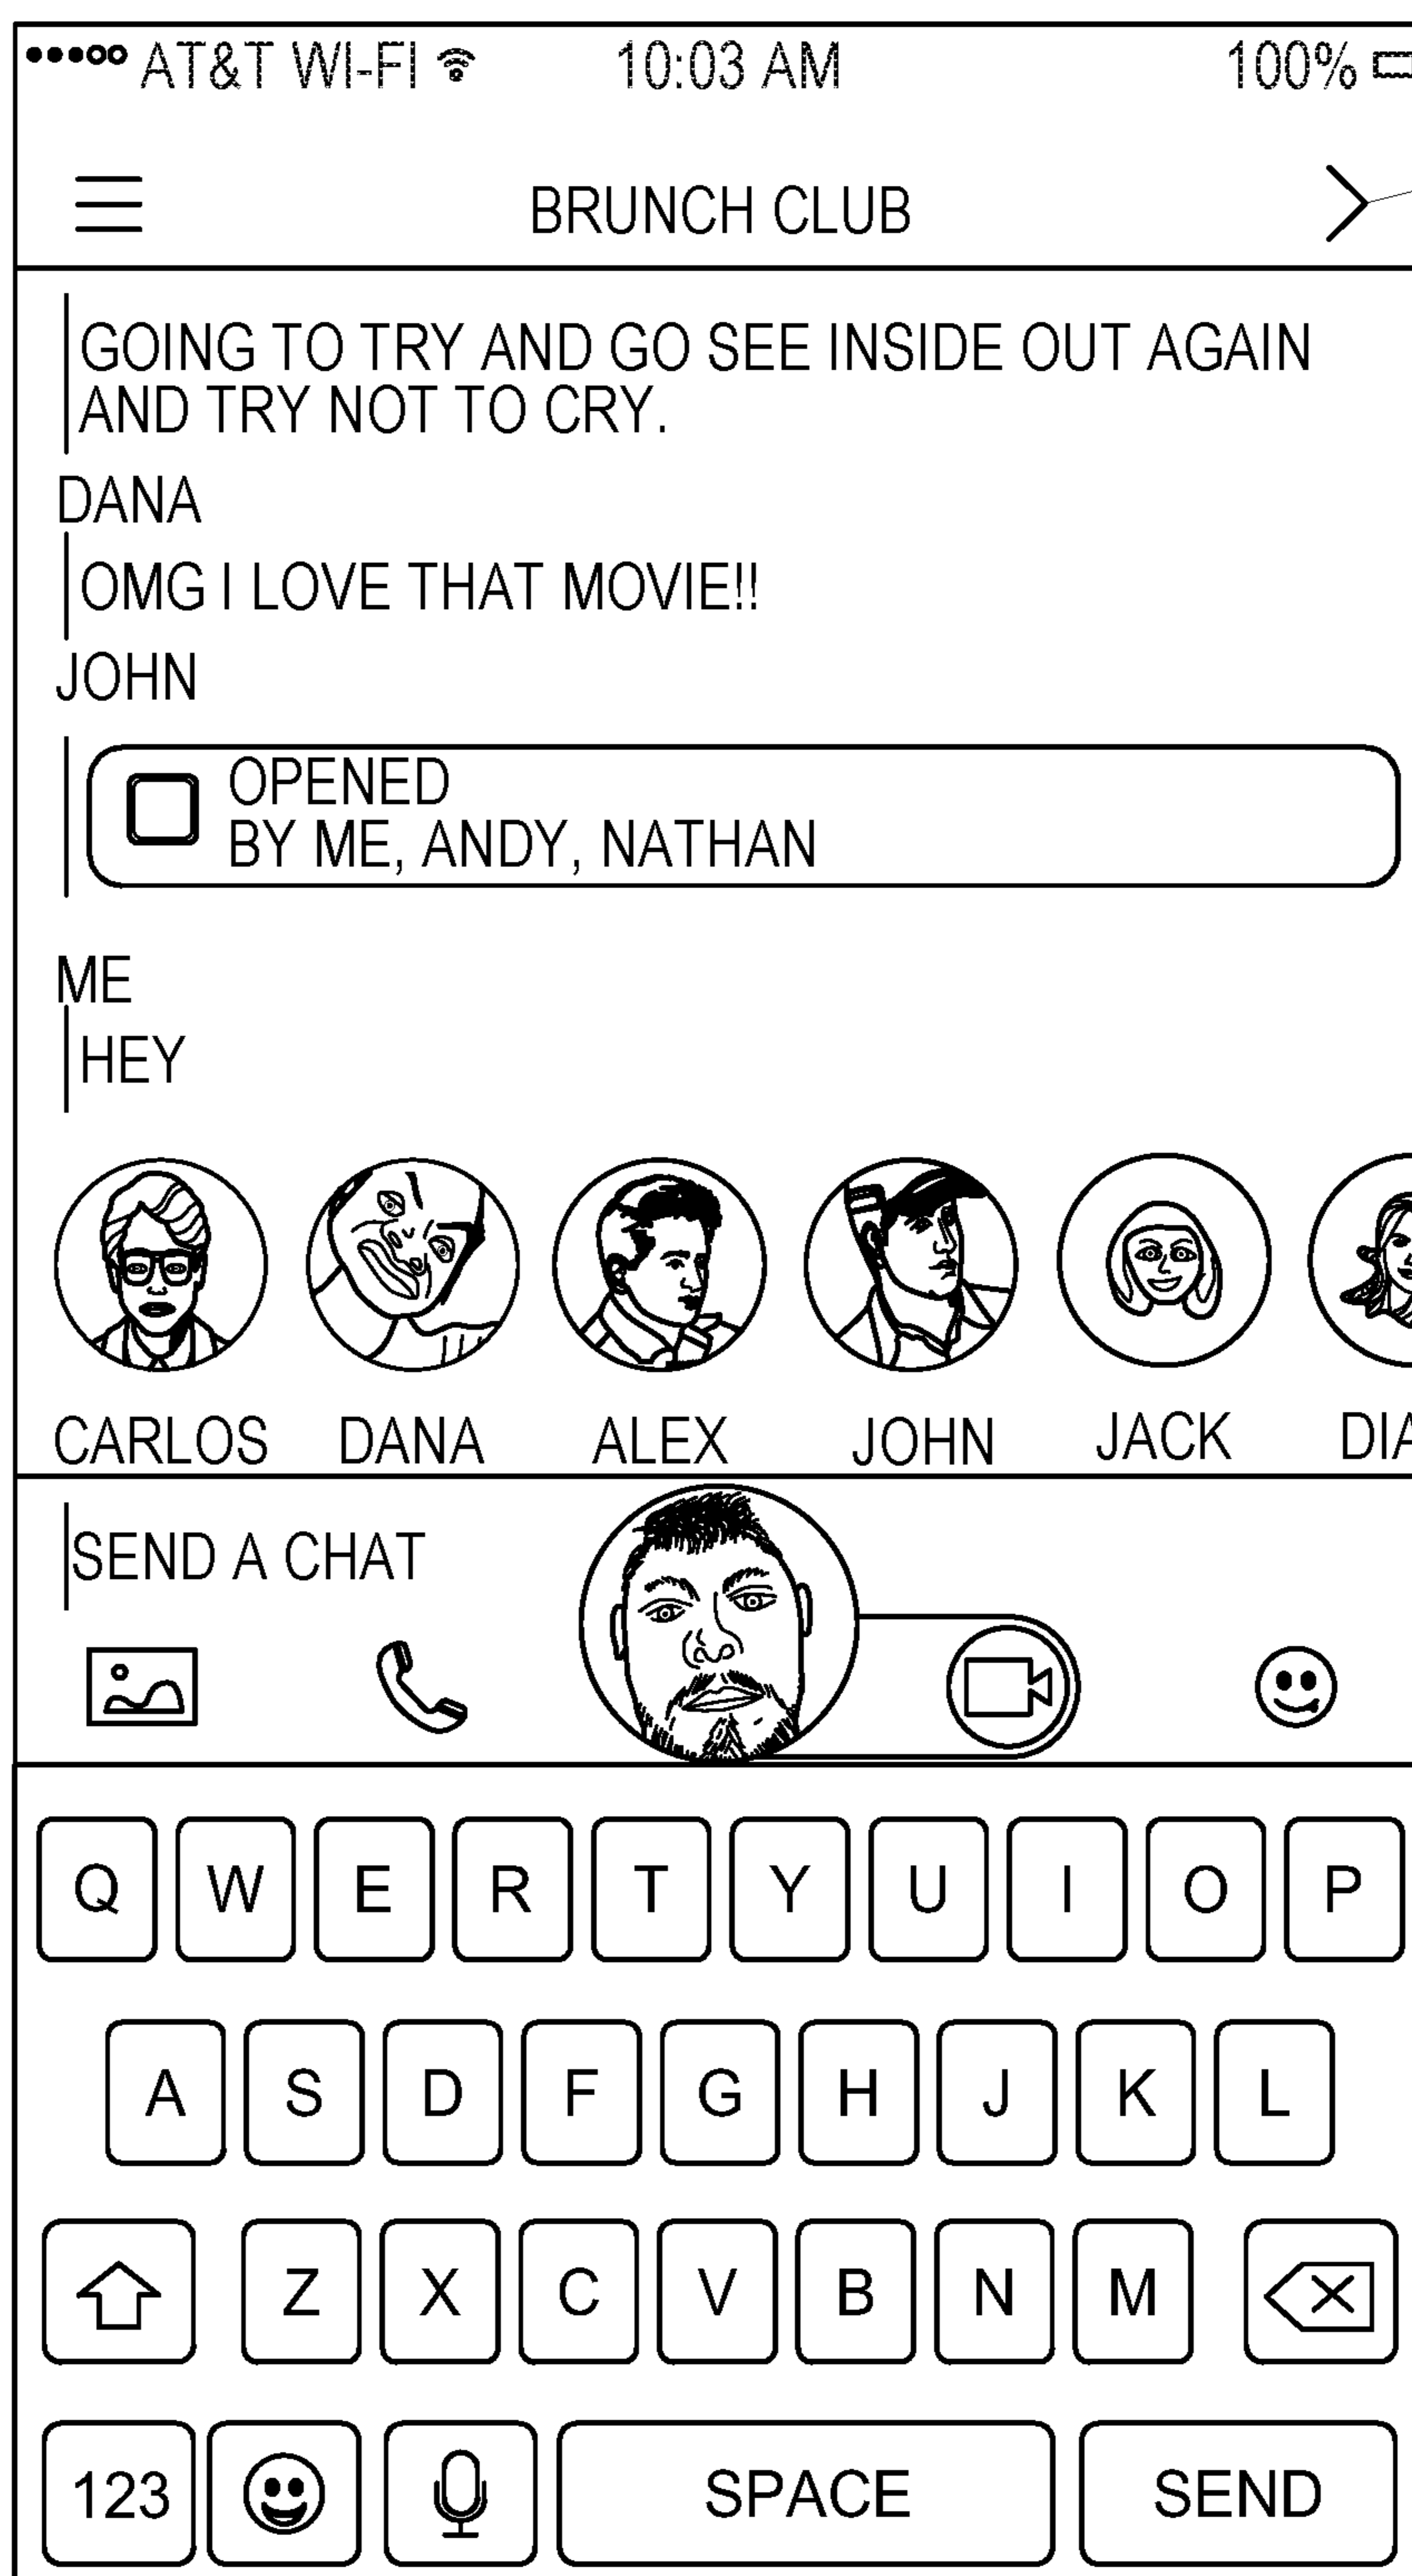 AT&T WI-FI 10:03 AM 100%
BRUNCH CLUB
GOING TO TRY AND GO SEE INSIDE OUT AGAIN
AND TRY NOT TO CRY.
DANA
OMG I LOVE THAT MOVIE!!
JOHN
OPENED
BY ME, ANDY, NATHAN
ME
HEY
CARLOS DANA ALEX JOHN JACK
SEND A CHAT
Q W E R T Y U I O P
A S D F G H J K L
Z X C V B N M
123 SPACE SEND